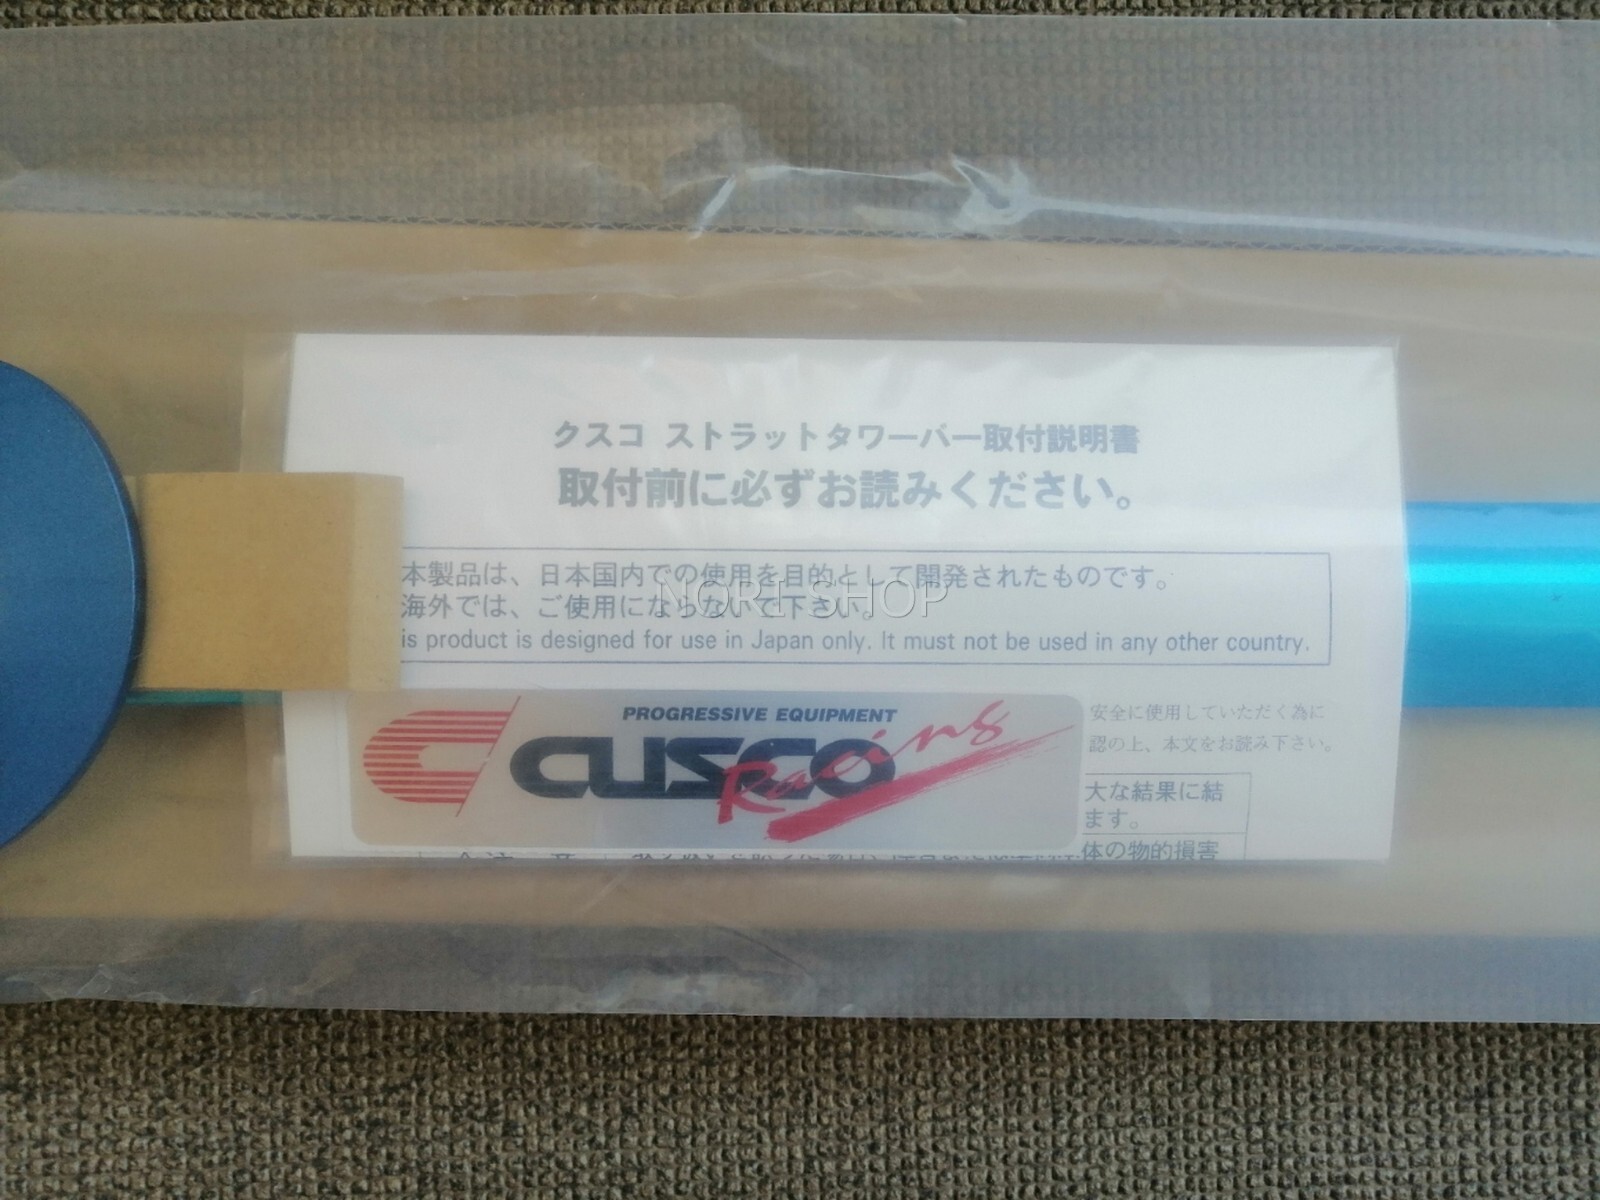 クスコ ストラットタワーバー取付説明書
取付前に必ずお読みください。
本製品は、日本国内での使用を目的として開発されたものです。
海外では、ご使用にならないで下さい。
NORI SHOP
is product is designed for use in Japan only. It must not be used in any other country.
PROGRESSIVE EQUIPMENT
CUSCO
Racing
安全に使用していただく為に
認の上、本文をお読み下さい。
大な結果に結
ます。
体の物的損害